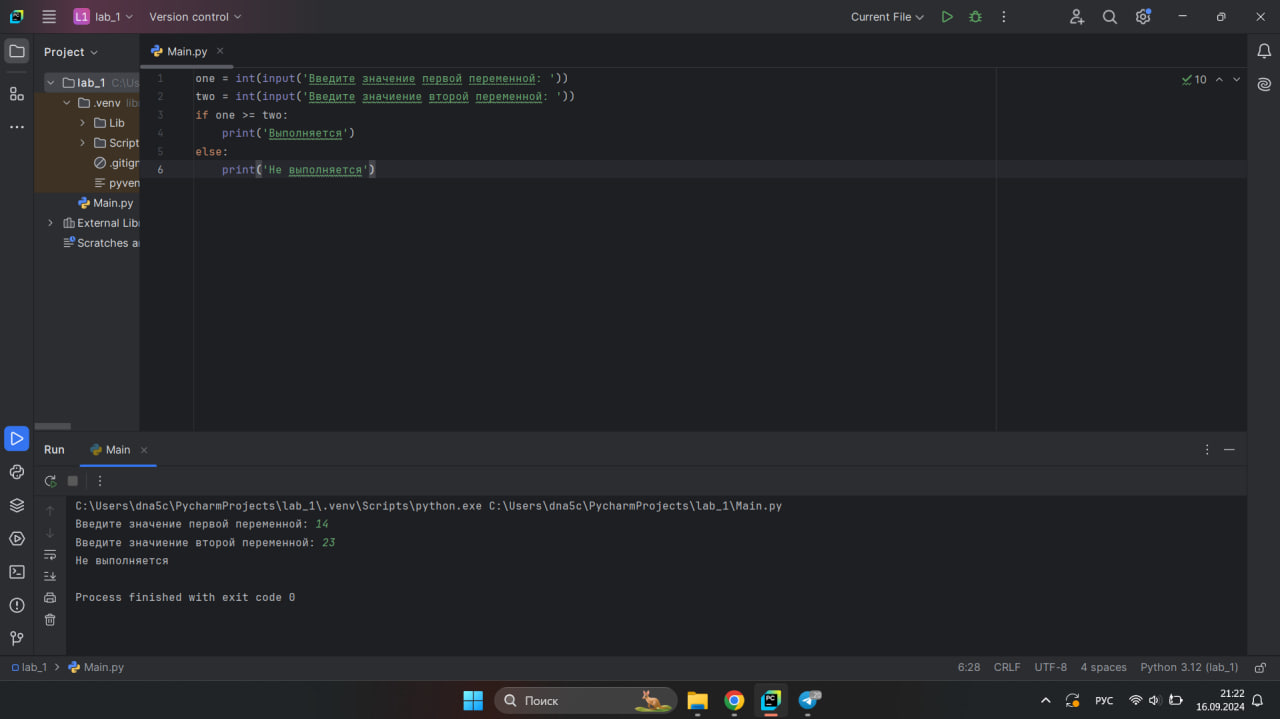 L1 lab_1 Version control Current File
Project Main.py
lab_1 C:\Us
.venv lib
Lib
Script
.gitign
pyven
Main.py
External Lib
Scratches a
1 one = int(input('Введите значение первой переменной: '))
2 two = int(input('Введите значиение второй переменной: '))
3 if one >= two:
4 print('Выполняется')
5 else:
6 print('Не выполняется')
10
Run Main
C:\Users\dna5c\PycharmProjects\lab_1\.venv\Scripts\python.exe C:\Users\dna5c\PycharmProjects\lab_1\Main.py
Введите значение первой переменной: 14
Введите значиение второй переменной: 23
Не выполняется
Process finished with exit code 0
lab_1 > Main.py 6:28 CRLF UTF-8 4 spaces Python 3.12 (lab_1)
Поиск PC РУС 21:22
16.09.2024